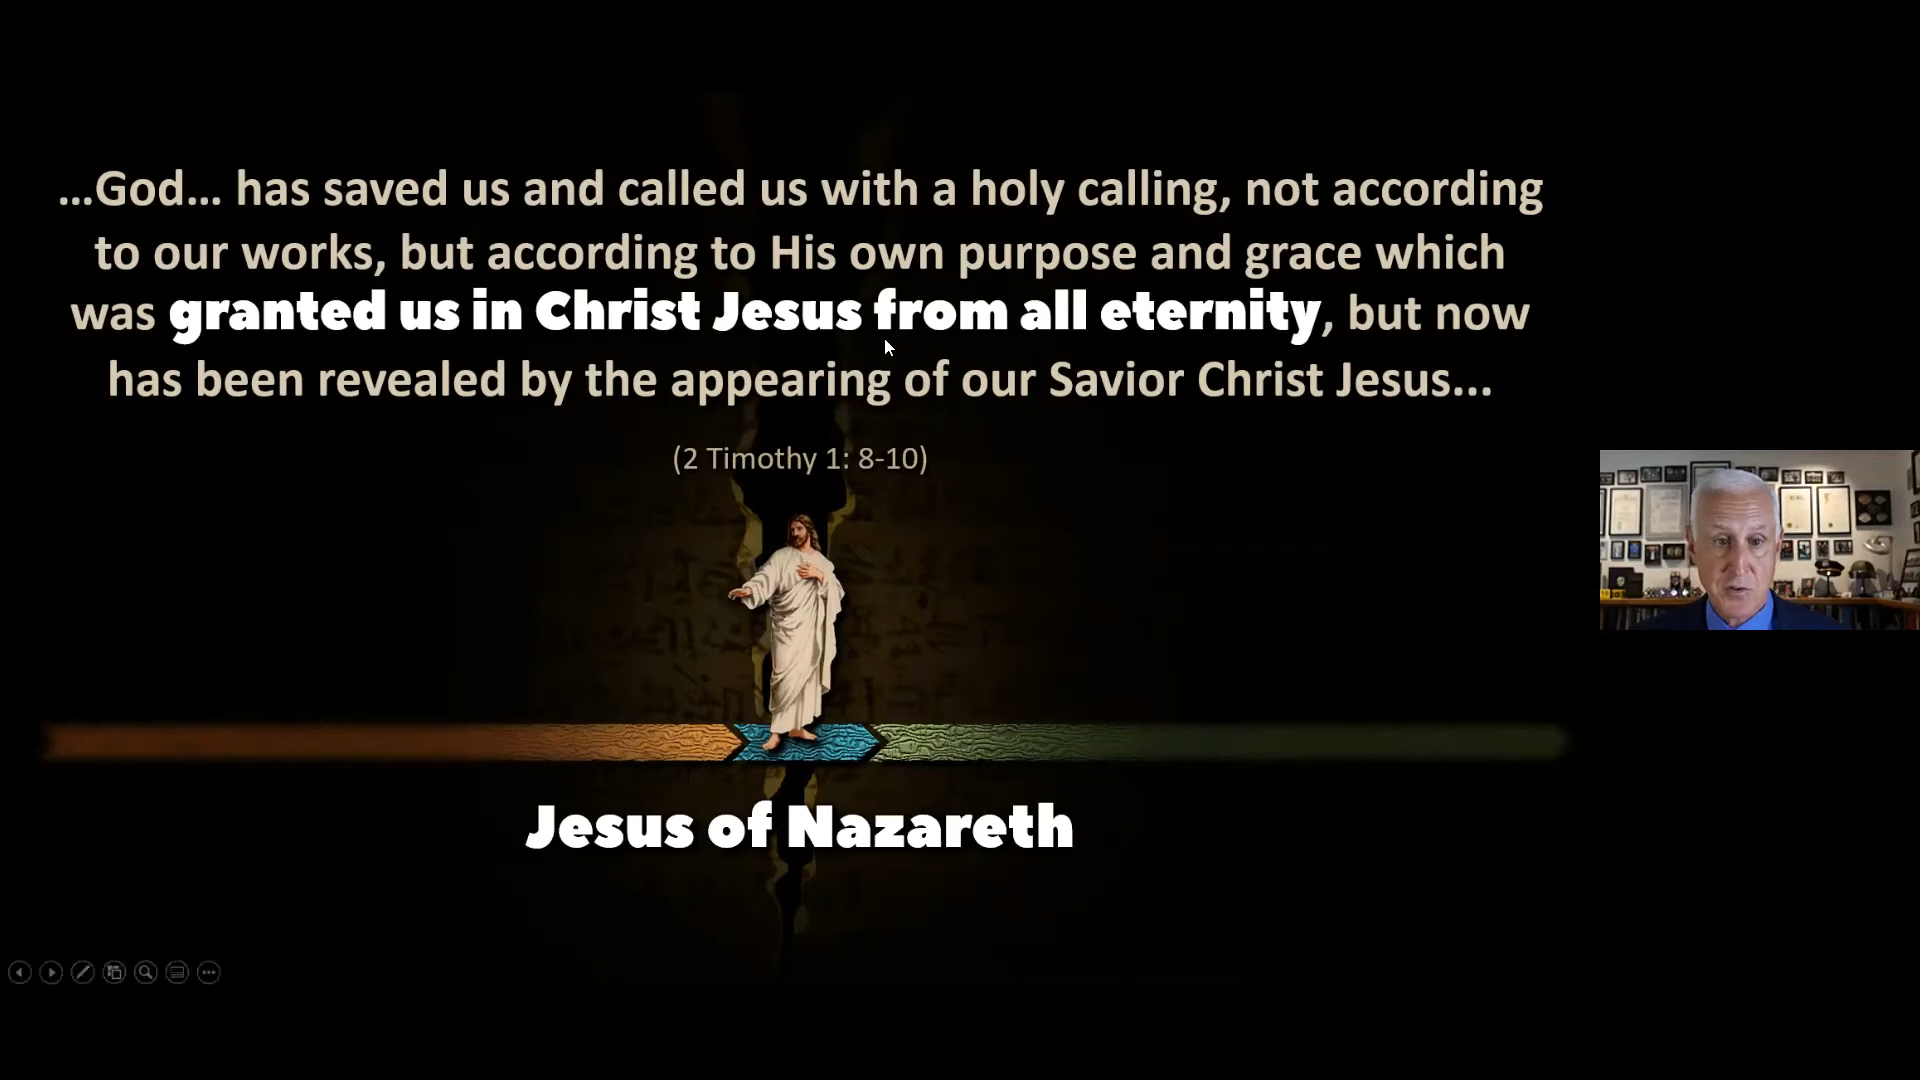 ...God... has saved us and called us with a holy calling, not according
to our works, but according to His own purpose and grace which
was granted us in Christ Jesus from all eternity, but now
has been revealed by the appearing of our Savior Christ Jesus...
(2 Timothy 1: 8-10)
Jesus of Nazareth